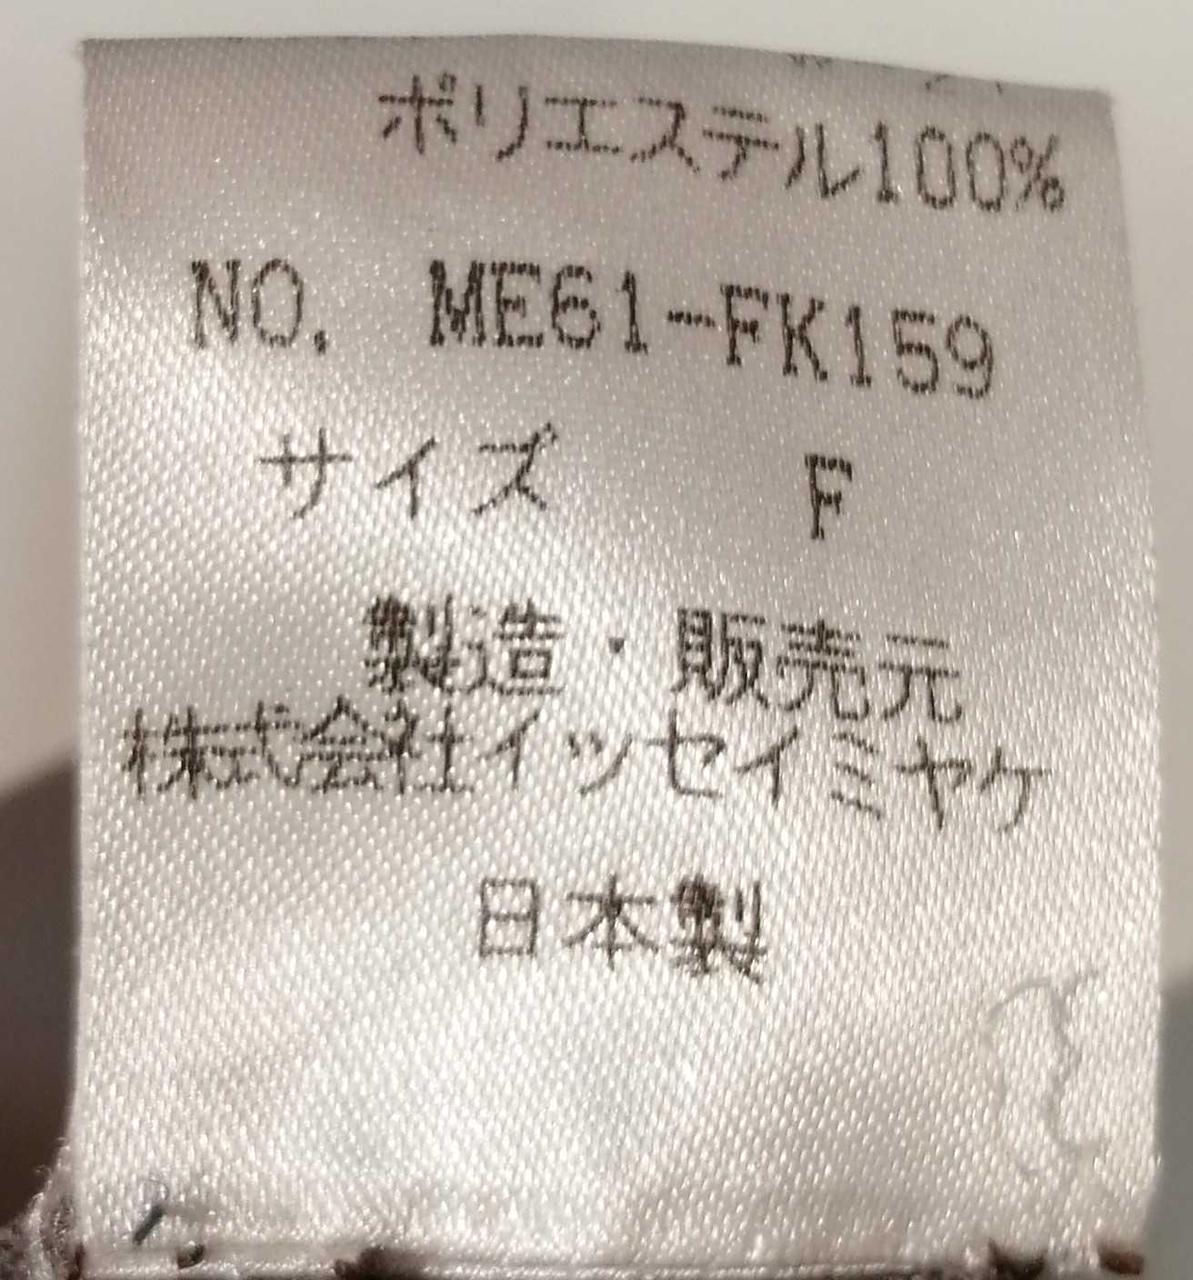 ポリエステル100%
NO. ME61-FK159
サイズ F
製造・販売元
株式会社イッセイミヤケ
日本製